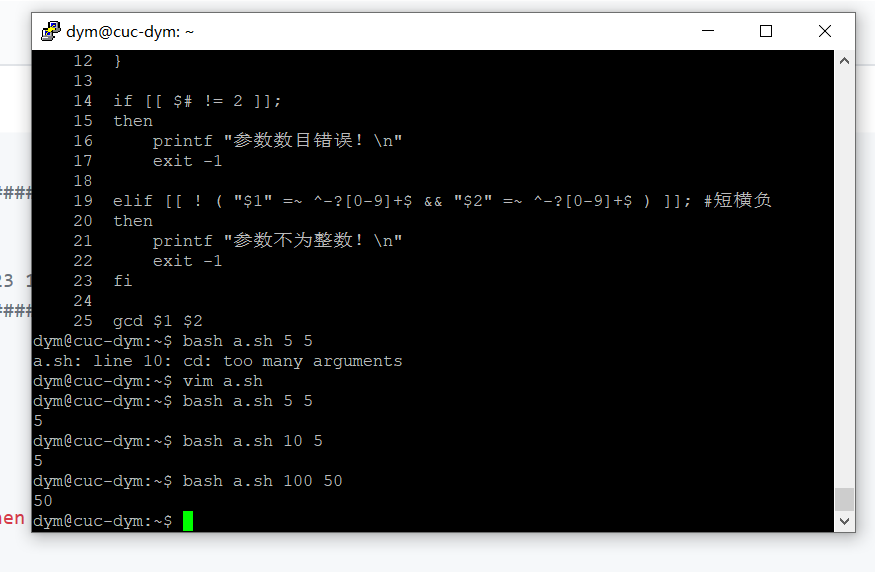 dym@cuc-dym: ~
12 }
13
14 if [[ $# != 2 ]];
15 then
16 printf "参数数目错误！\n"
17 exit -1
18
19 elif [[ ! ( "$1" =~ ^-?[0-9]+$ && "$2" =~ ^-?[0-9]+$ ) ]]; #短横负
20 then
21 printf "参数不为整数！\n"
22 exit -1
23 fi
24
25 gcd $1 $2
dym@cuc-dym:~$ bash a.sh 5 5
a.sh: line 10: cd: too many arguments
dym@cuc-dym:~$ vim a.sh
dym@cuc-dym:~$ bash a.sh 5 5
5
dym@cuc-dym:~$ bash a.sh 10 5
5
dym@cuc-dym:~$ bash a.sh 100 50
50
dym@cuc-dym:~$